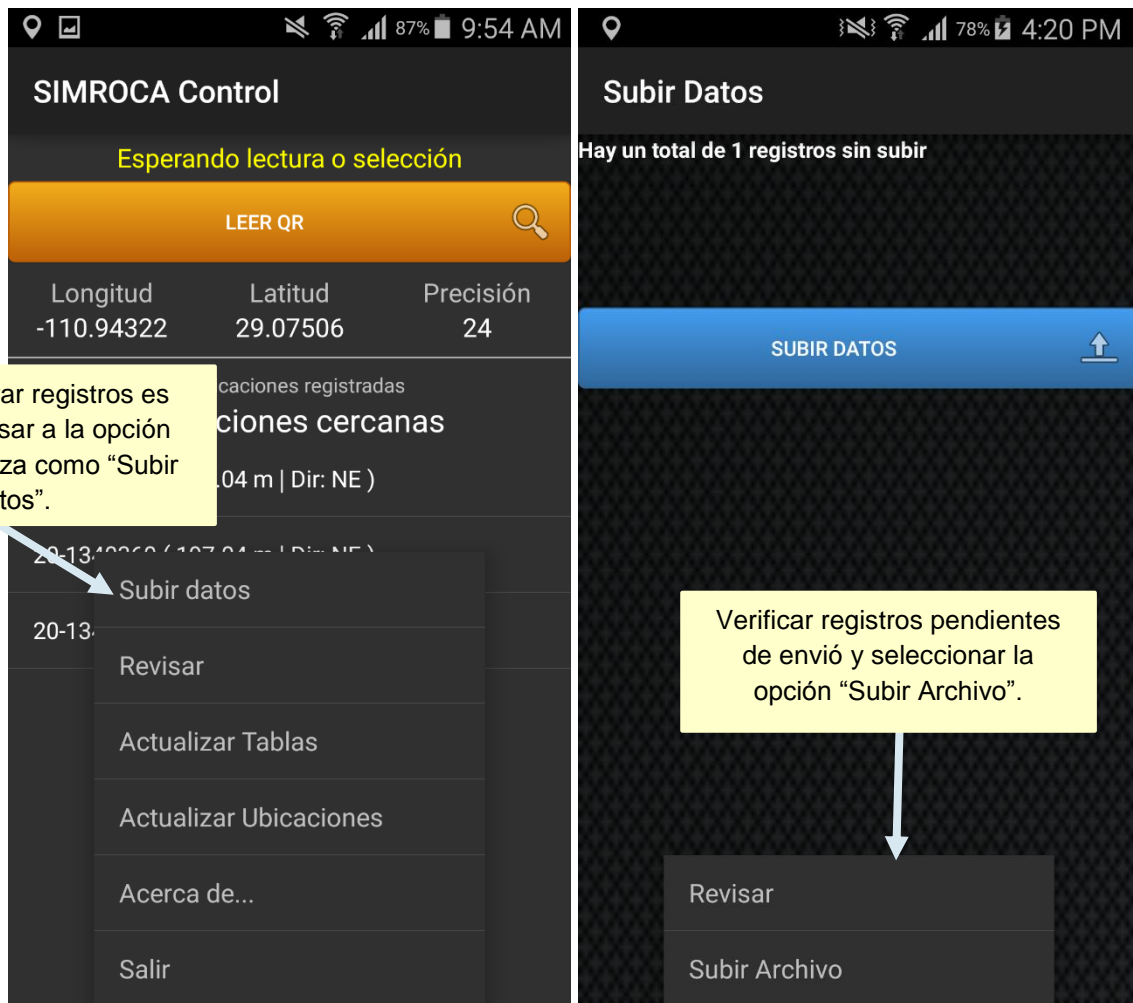 87% 9:54 AM
SIMROCA Control
Esperando lectura o selección
LEER QR
Longitud Latitud Precisión
-110.94322 29.07506 24
caciones registradas
ciones cercanas
.04 m | Dir: NE )
ar registros es
sar a la opción
za como “Subir
tos”.
20-13
20-13
Subir datos
Revisar
Actualizar Tablas
Actualizar Ubicaciones
Acerca de...
Salir
78% 4:20 PM
Subir Datos
Hay un total de 1 registros sin subir
SUBIR DATOS
Verificar registros pendientes
de envió y seleccionar la
opción “Subir Archivo”.
Revisar
Subir Archivo